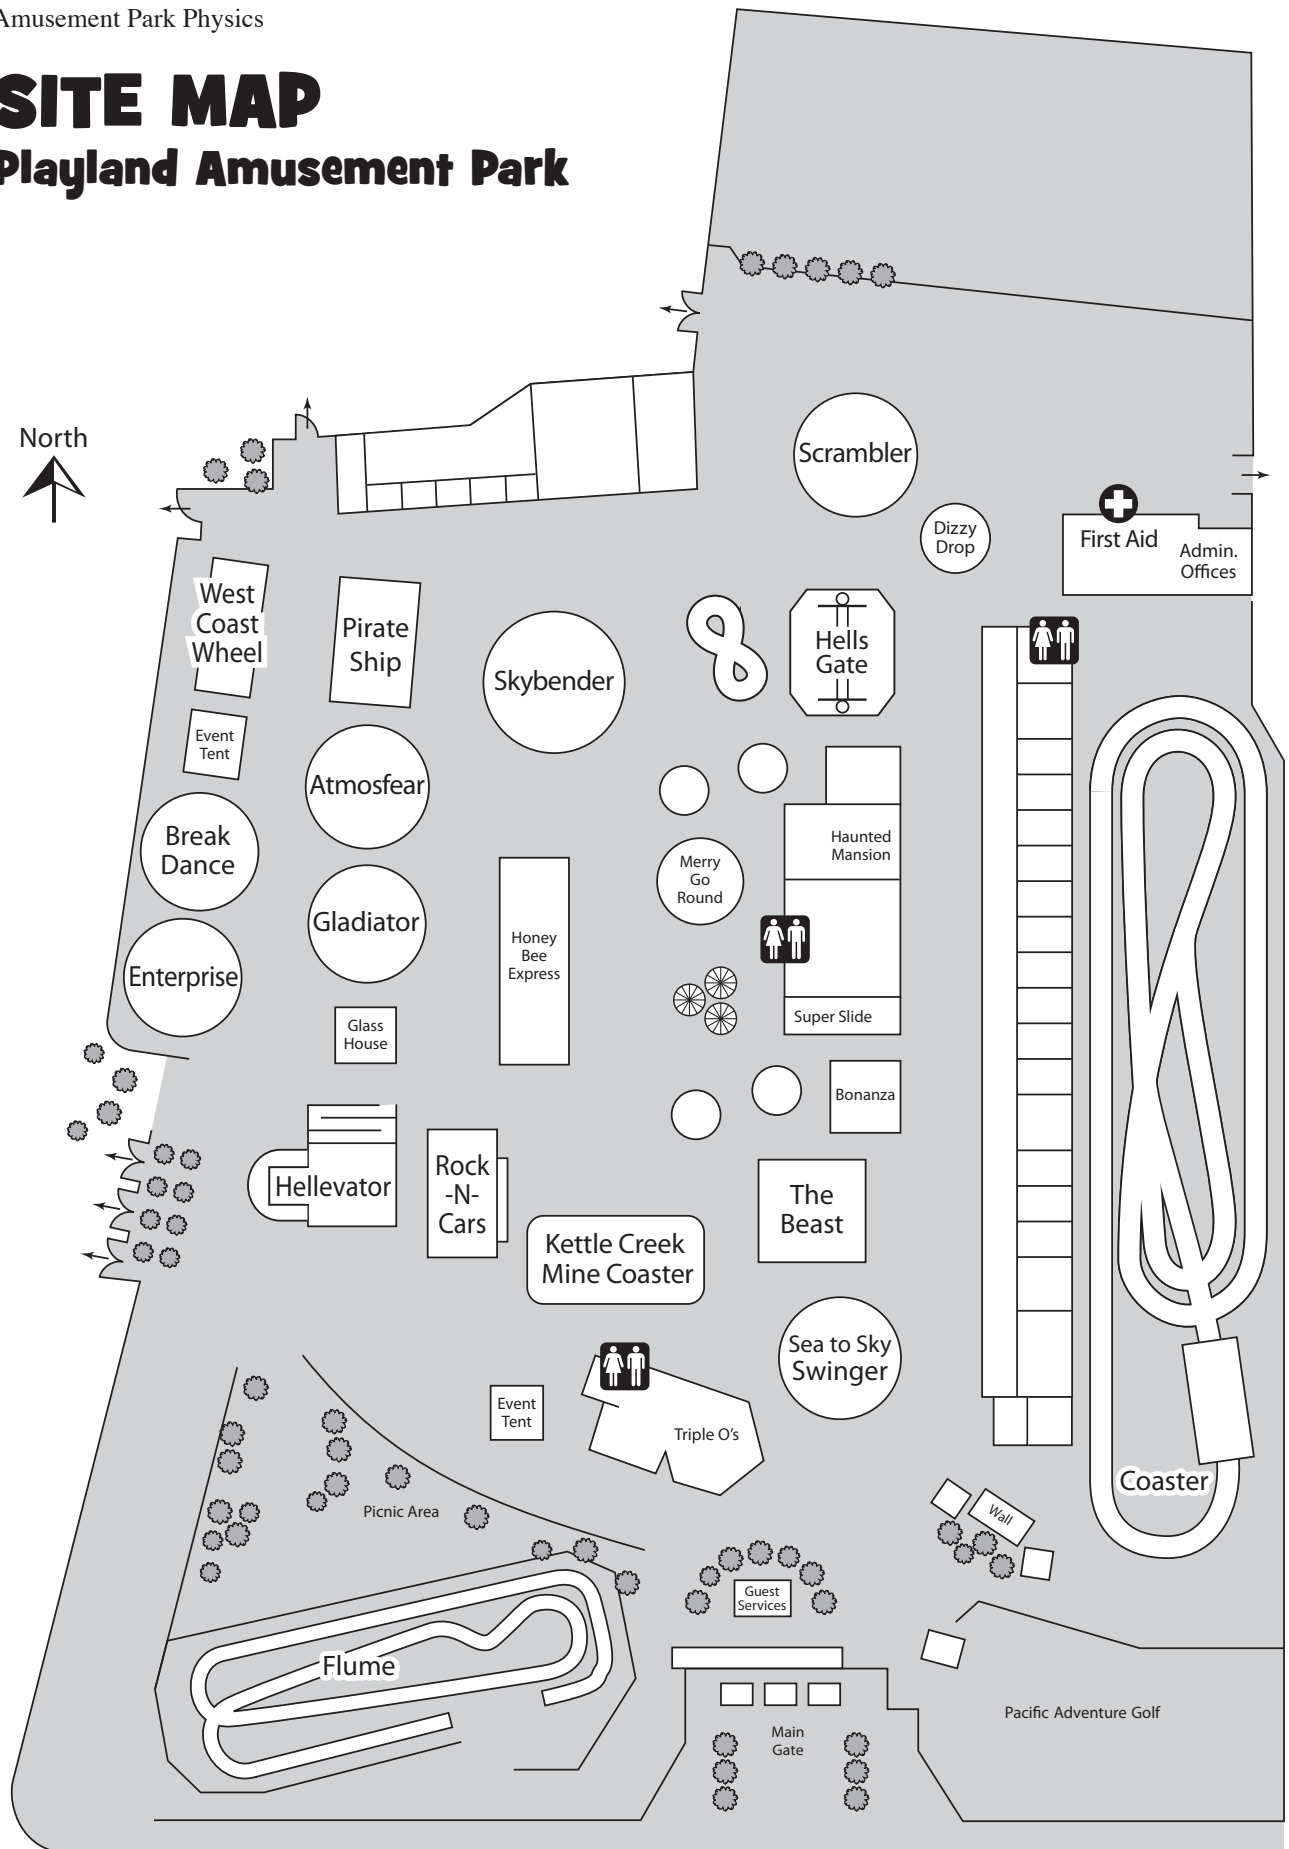 Amusement Park Physics
SITE MAP
Playland Amusement Park
North
Scrambler
Dizzy
Drop
First Aid
Admin.
Offices
West
Coast
Wheel
Pirate
Ship
Skybender
Hells
Gate
Event
Tent
Atmosfear
Break
Dance
Haunted
Mansion
Merry
Go
Round
Gladiator
Honey
Bee
Express
Enterprise
Glass
House
Super Slide
Bonanza
Rock
-N-
Cars
Hellevator
The
Beast
Kettle Creek
Mine Coaster
Sea to Sky
Swinger
Event
Tent
Triple O's
Coaster
Picnic Area
Wall
Guest
Services
Flume
Pacific Adventure Golf
Main
Gate